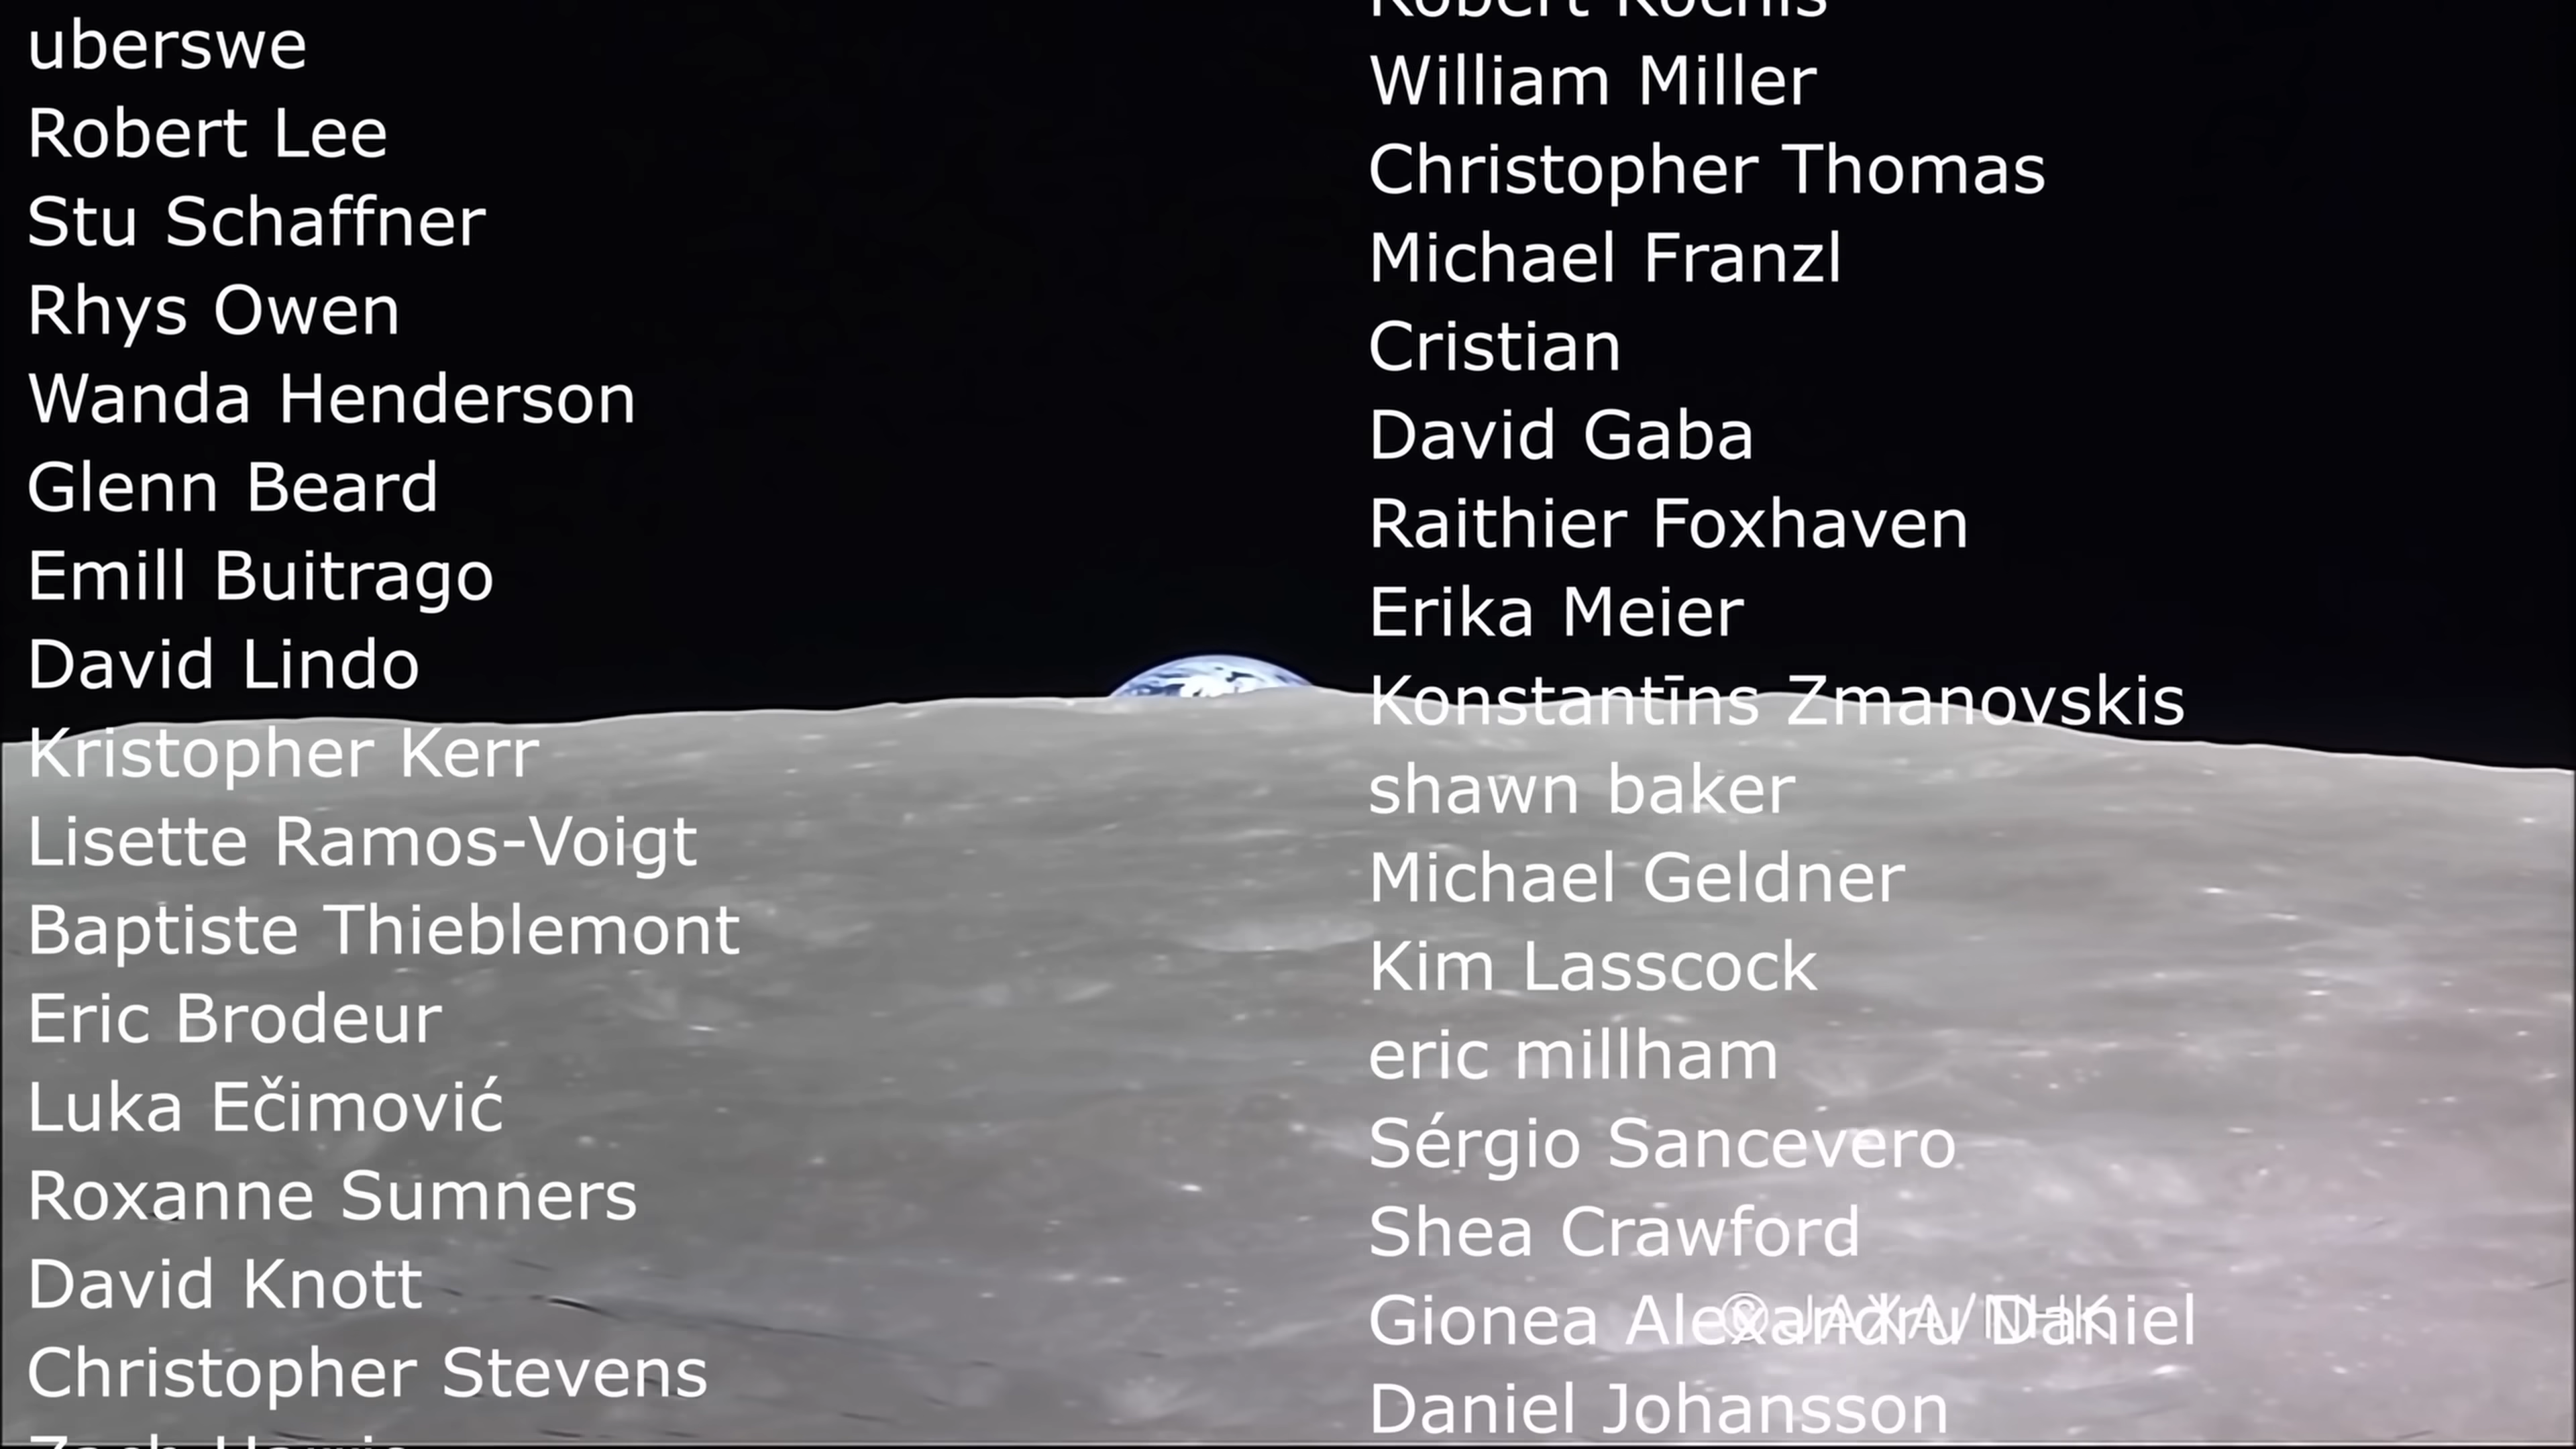 uberswe
Robert Lee
Stu Schaffner
Rhys Owen
Wanda Henderson
Glenn Beard
Emill Buitrago
David Lindo
Kristopher Kerr
Lisette Ramos-Voigt
Baptiste Thieblemont
Eric Brodeur
Luka Ečimović
Roxanne Sumners
David Knott
Christopher Stevens
Robert
William Miller
Christopher Thomas
Michael Franzl
Cristian
David Gaba
Raithier Foxhaven
Erika Meier
Konstantīns Zmanovskis
shawn baker
Michael Geldner
Kim Lasscock
eric millham
Sérgio Sancevero
Shea Crawford
Gionea Alexandru Daniel
© JAXA/NHK
Daniel Johansson